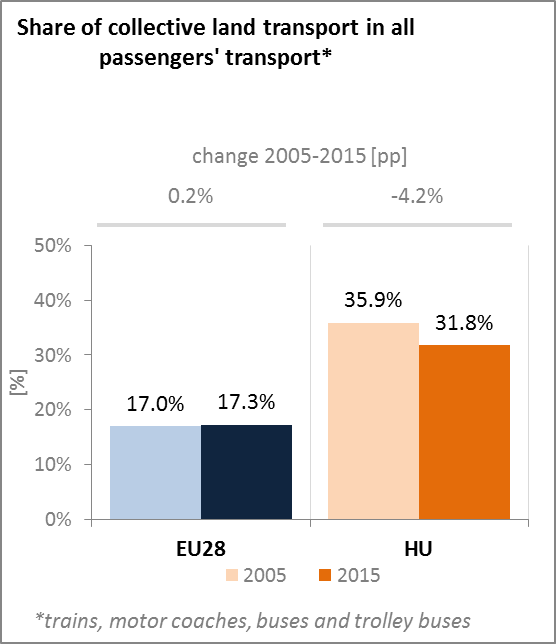 Share of collective land transport in all
passengers' transport*
change 2005-2015 [pp]
0.2% -4.2%
50%
40%
30%
20%
10%
0%
[%]
17.0% 17.3% 35.9% 31.8%
EU28 HU
2005 2015
*trains, motor coaches, buses and trolley buses